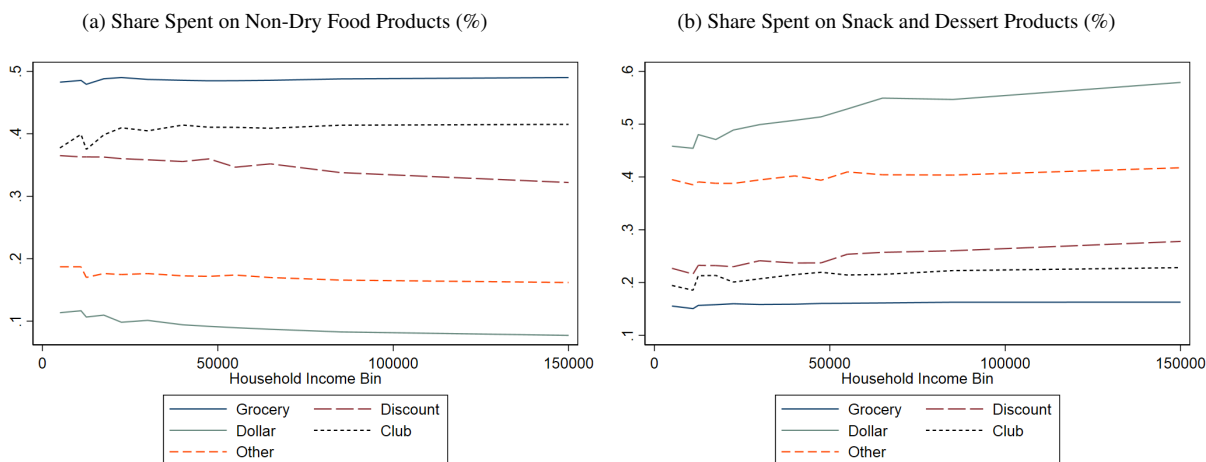 (a) Share Spent on Non-Dry Food Products (%)
.5
.4
.3
.2
.1
0
50000
100000
150000
Household Income Bin
Grocery
Discount
Dollar
Club
Other
(b) Share Spent on Snack and Dessert Products (%)
.6
.5
.4
.3
.2
.1
0
50000
100000
150000
Household Income Bin
Grocery
Discount
Dollar
Club
Other